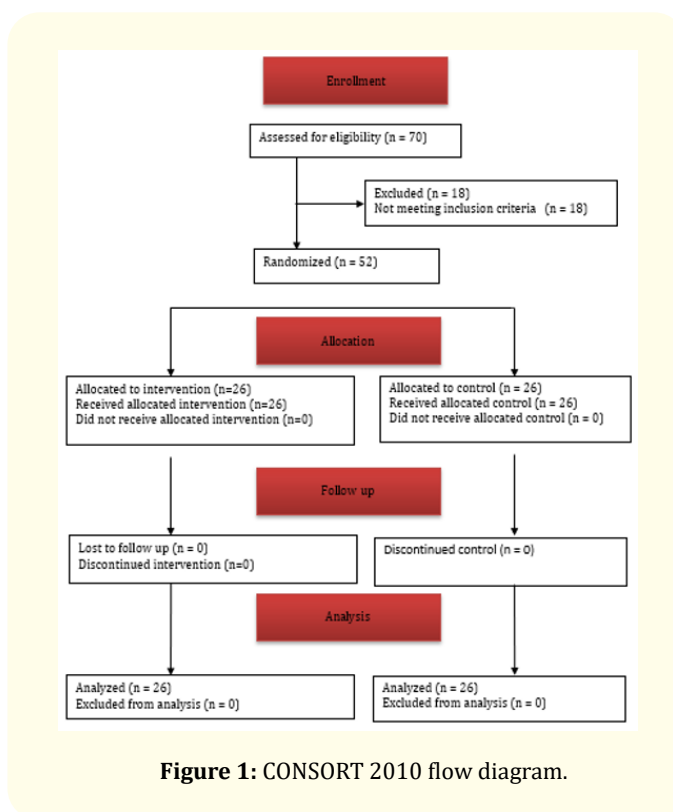 Enrollment
Assessed for eligibility (n = 70)
Excluded (n = 18)
Not meeting inclusion criteria (n = 18)
Randomized (n = 52)
Allocation
Allocated to intervention (n=26)
Received allocated intervention (n=26)
Did not receive allocated intervention (n=0)
Allocated to control (n = 26)
Received allocated control (n = 26)
Did not receive allocated control (n = 0)
Follow up
Lost to follow up (n = 0)
Discontinued intervention (n=0)
Discontinued control (n = 0)
Analysis
Analyzed (n = 26)
Excluded from analysis (n = 0)
Analyzed (n = 26)
Excluded from analysis (n = 0)
Figure 1: CONSORT 2010 flow diagram.